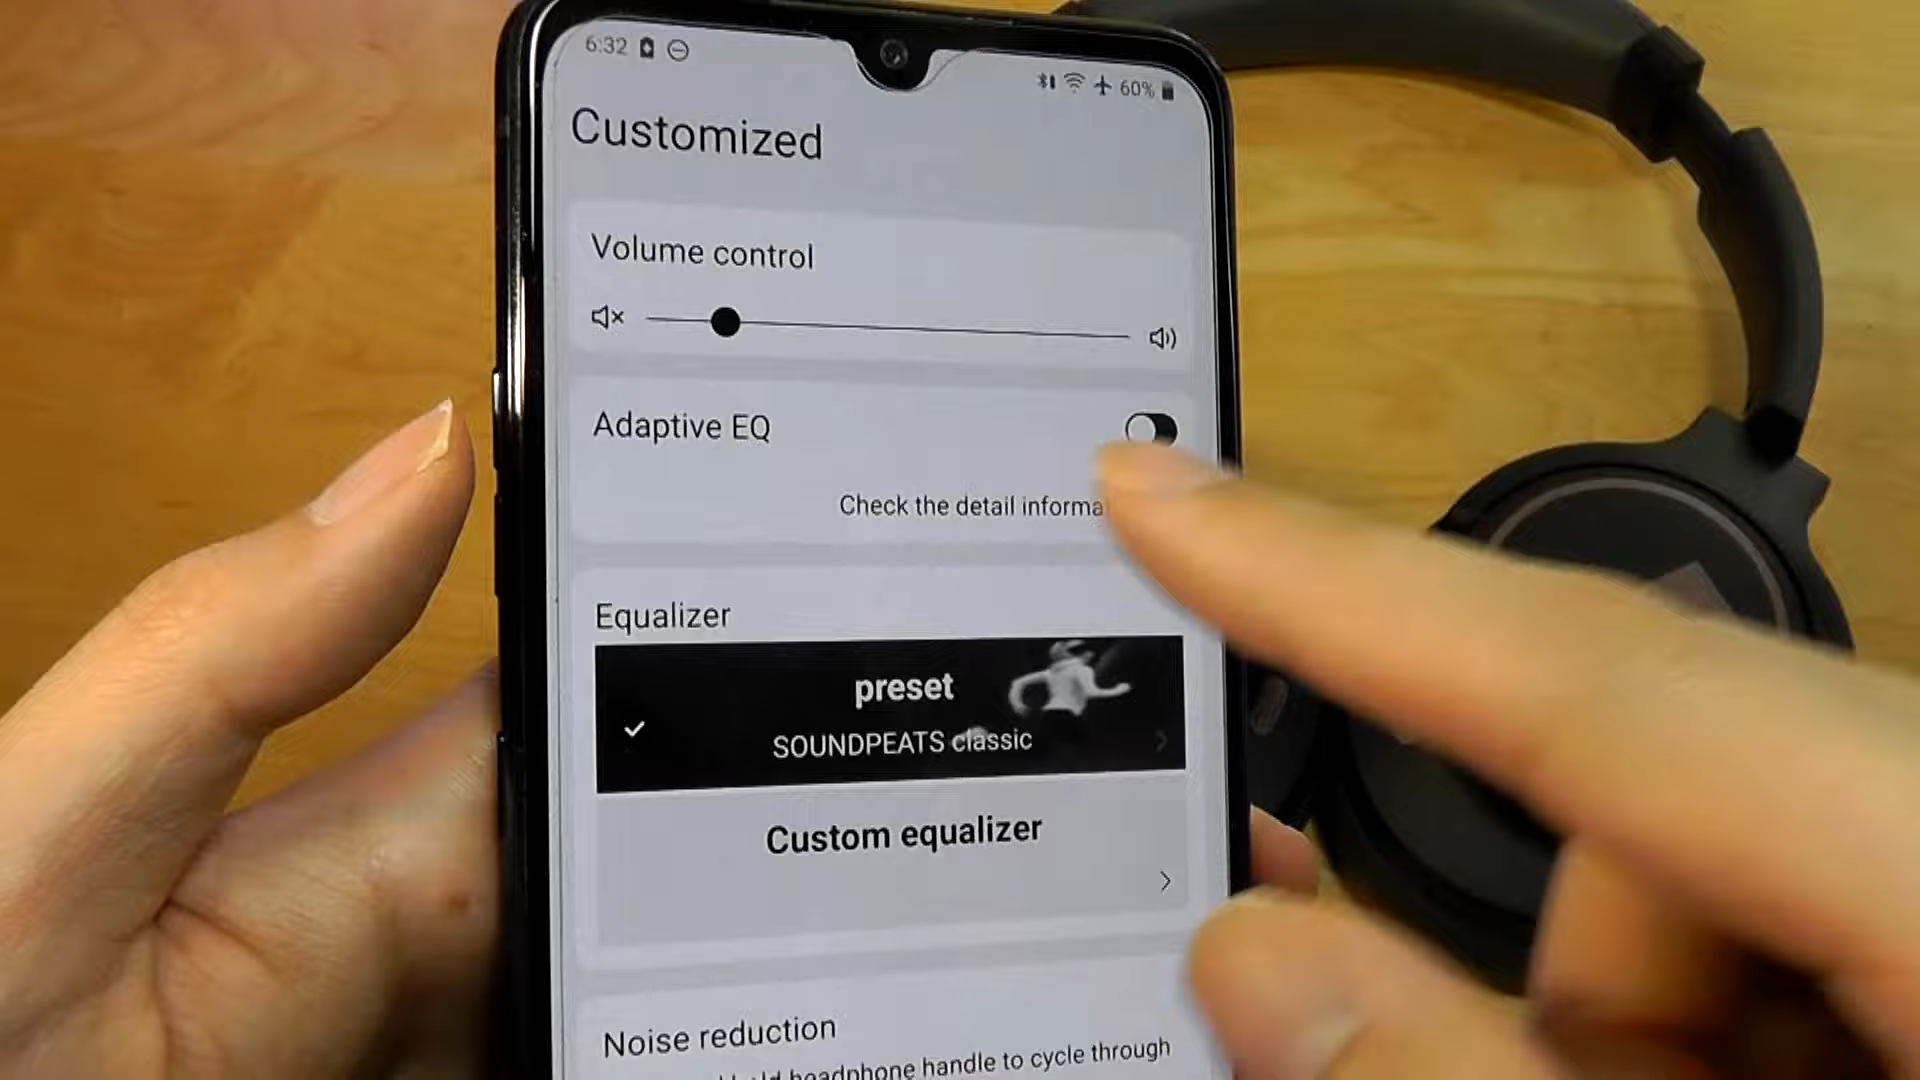 6:32
60%
Customized
Volume control
Adaptive EQ
Check the detail informa
Equalizer
preset
SOUNDPEATS classic
Custom equalizer
Noise reduction
headphone handle to cycle through